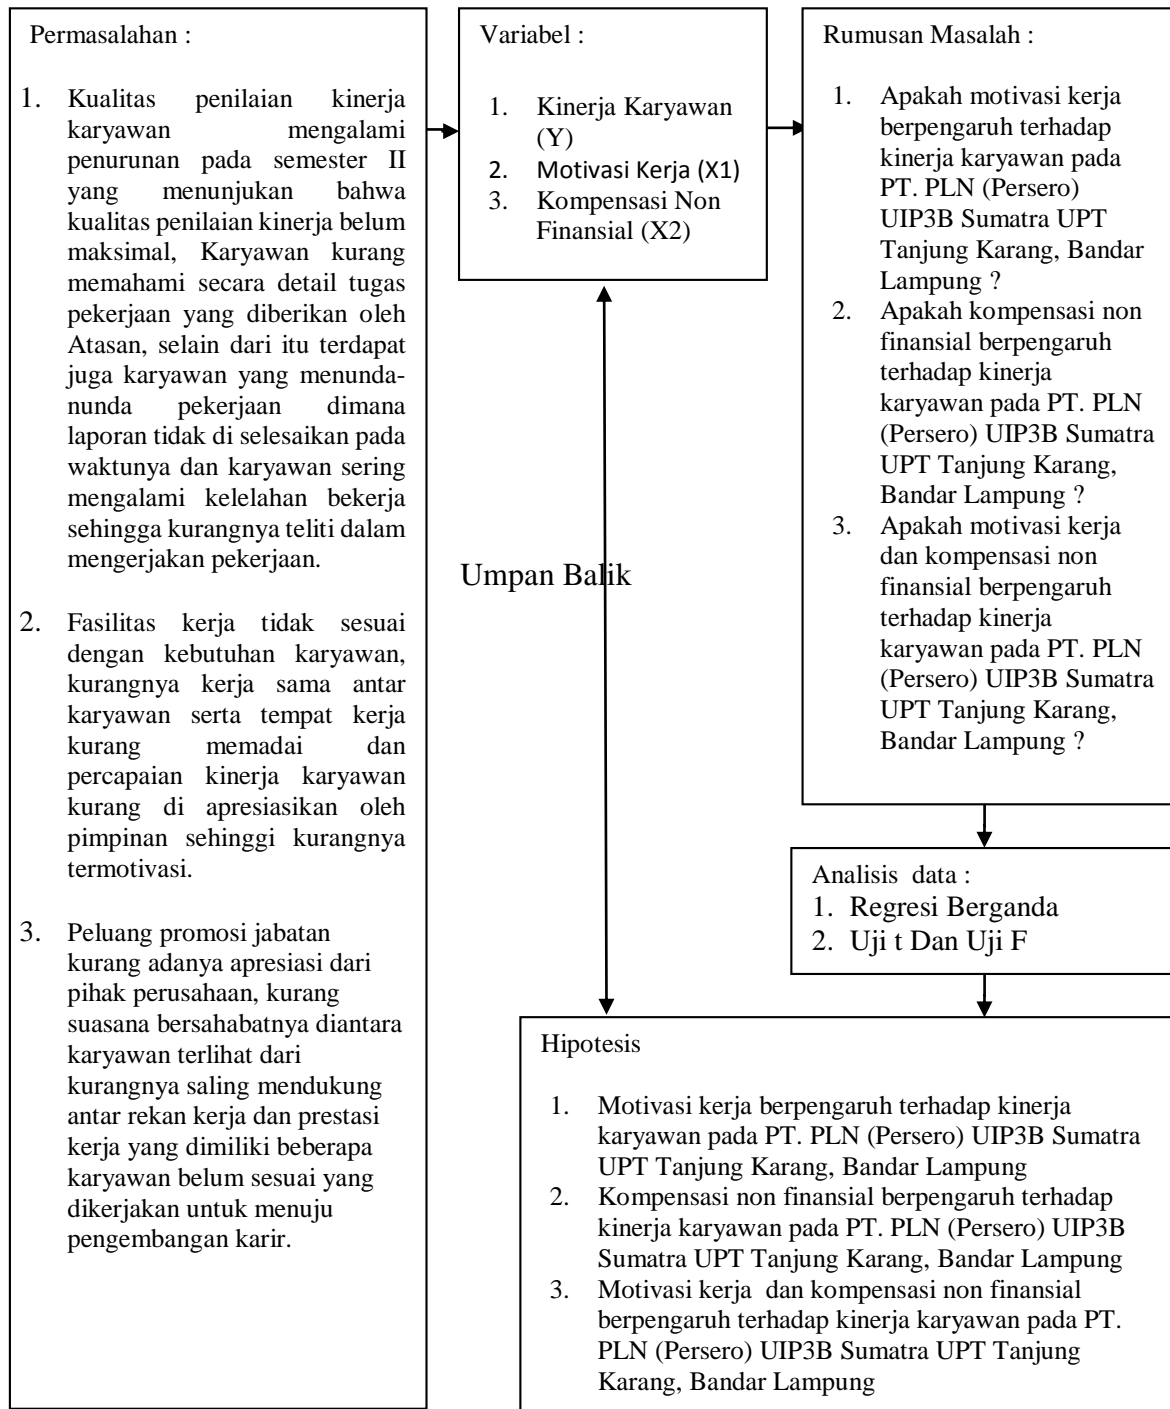 Permasalahan :
1. Kualitas penilaian kinerja
karyawan mengalami
penurunan pada semester II
yang menunjukan bahwa
kualitas penilaian kinerja belum
maksimal, Karyawan kurang
memahami secara detail tugas
pekerjaan yang diberikan oleh
Atasan, selain dari itu terdapat
juga karyawan yang menunda-
nunda pekerjaan dimana
laporan tidak di selesaikan pada
waktunya dan karyawan sering
mengalami kelelahan bekerja
sehingga kurangnya teliti dalam
mengerjakan pekerjaan.
2. Fasilitas kerja tidak sesuai
dengan kebutuhan karyawan,
kurangnya kerja sama antar
karyawan serta tempat kerja
kurang memadai dan
percapaian kinerja karyawan
kurang di apresiasikan oleh
pimpinan sehinggi kurangnya
termotivasi.
3. Peluang promosi jabatan
kurang adanya apresiasi dari
pihak perusahaan, kurang
suasana bersahabatnya diantara
karyawan terlihat dari
kurangnya saling mendukung
antar rekan kerja dan prestasi
kerja yang dimiliki beberapa
karyawan belum sesuai yang
dikerjakan untuk menuju
pengembangan karir.
Variabel :
1. Kinerja Karyawan
(Y)
2. Motivasi Kerja (X1)
3. Kompensasi Non
Finansial (X2)
Umpan Balik
Rumusan Masalah :
1. Apakah motivasi kerja
berpengaruh terhadap
kinerja karyawan pada
PT. PLN (Persero)
UIP3B Sumatra UPT
Tanjung Karang, Bandar
Lampung ?
2. Apakah kompensasi non
finansial berpengaruh
terhadap kinerja
karyawan pada PT. PLN
(Persero) UIP3B Sumatra
UPT Tanjung Karang,
Bandar Lampung ?
3. Apakah motivasi kerja
dan kompensasi non
finansial berpengaruh
terhadap kinerja
karyawan pada PT. PLN
(Persero) UIP3B Sumatra
UPT Tanjung Karang,
Bandar Lampung ?
Analisis data :
1. Regresi Berganda
2. Uji t Dan Uji F
Hipotesis
1. Motivasi kerja berpengaruh terhadap kinerja
karyawan pada PT. PLN (Persero) UIP3B Sumatra
UPT Tanjung Karang, Bandar Lampung
2. Kompensasi non finansial berpengaruh terhadap
kinerja karyawan pada PT. PLN (Persero) UIP3B
Sumatra UPT Tanjung Karang, Bandar Lampung
3. Motivasi kerja dan kompensasi non finansial
berpengaruh terhadap kinerja karyawan pada PT.
PLN (Persero) UIP3B Sumatra UPT Tanjung
Karang, Bandar Lampung